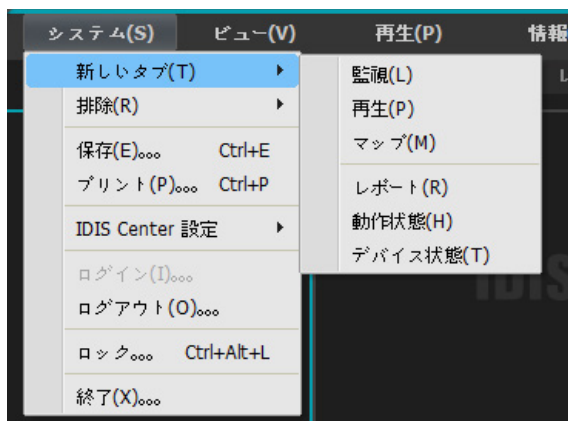 システム(S) ビュー(V) 再生(P) 情報
新しいタブ(T)
排除(R)
保存(E)... Ctrl+E
プリント(P)... Ctrl+P
IDIS Center 設定
ログイン(I)...
ログアウト(O)...
ロック... Ctrl+Alt+L
終了(X)...
監視(L)
再生(P)
マップ(M)
レポート(R)
動作状態(H)
デバイス状態(T)
レ
IDIS